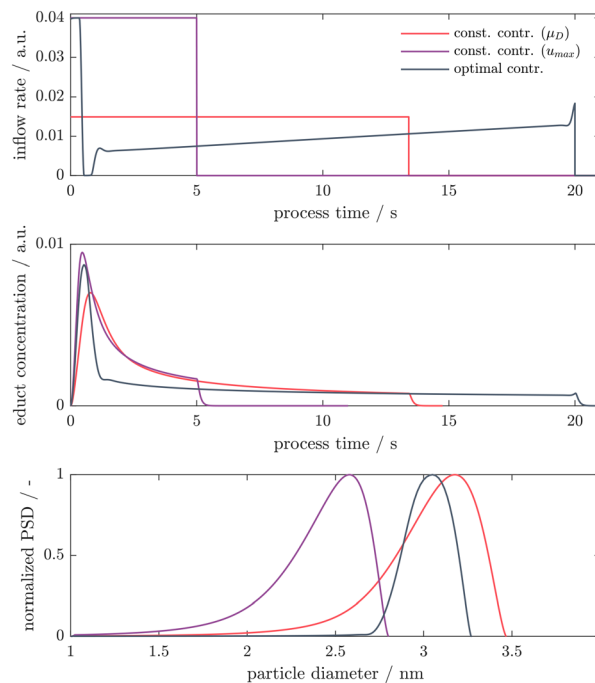 0.04
0.03
0.02
0.01
0
inflow rate / a.u.
const. contr. (μ_D)
const. contr. (u_max)
optimal contr.
0 5 10 15 20
process time / s
0.01
0
educt concentration / a.u.
0 5 10 15 20
process time / s
1
0.5
0
normalized PSD / -
1 1.5 2 2.5 3 3.5
particle diameter / nm